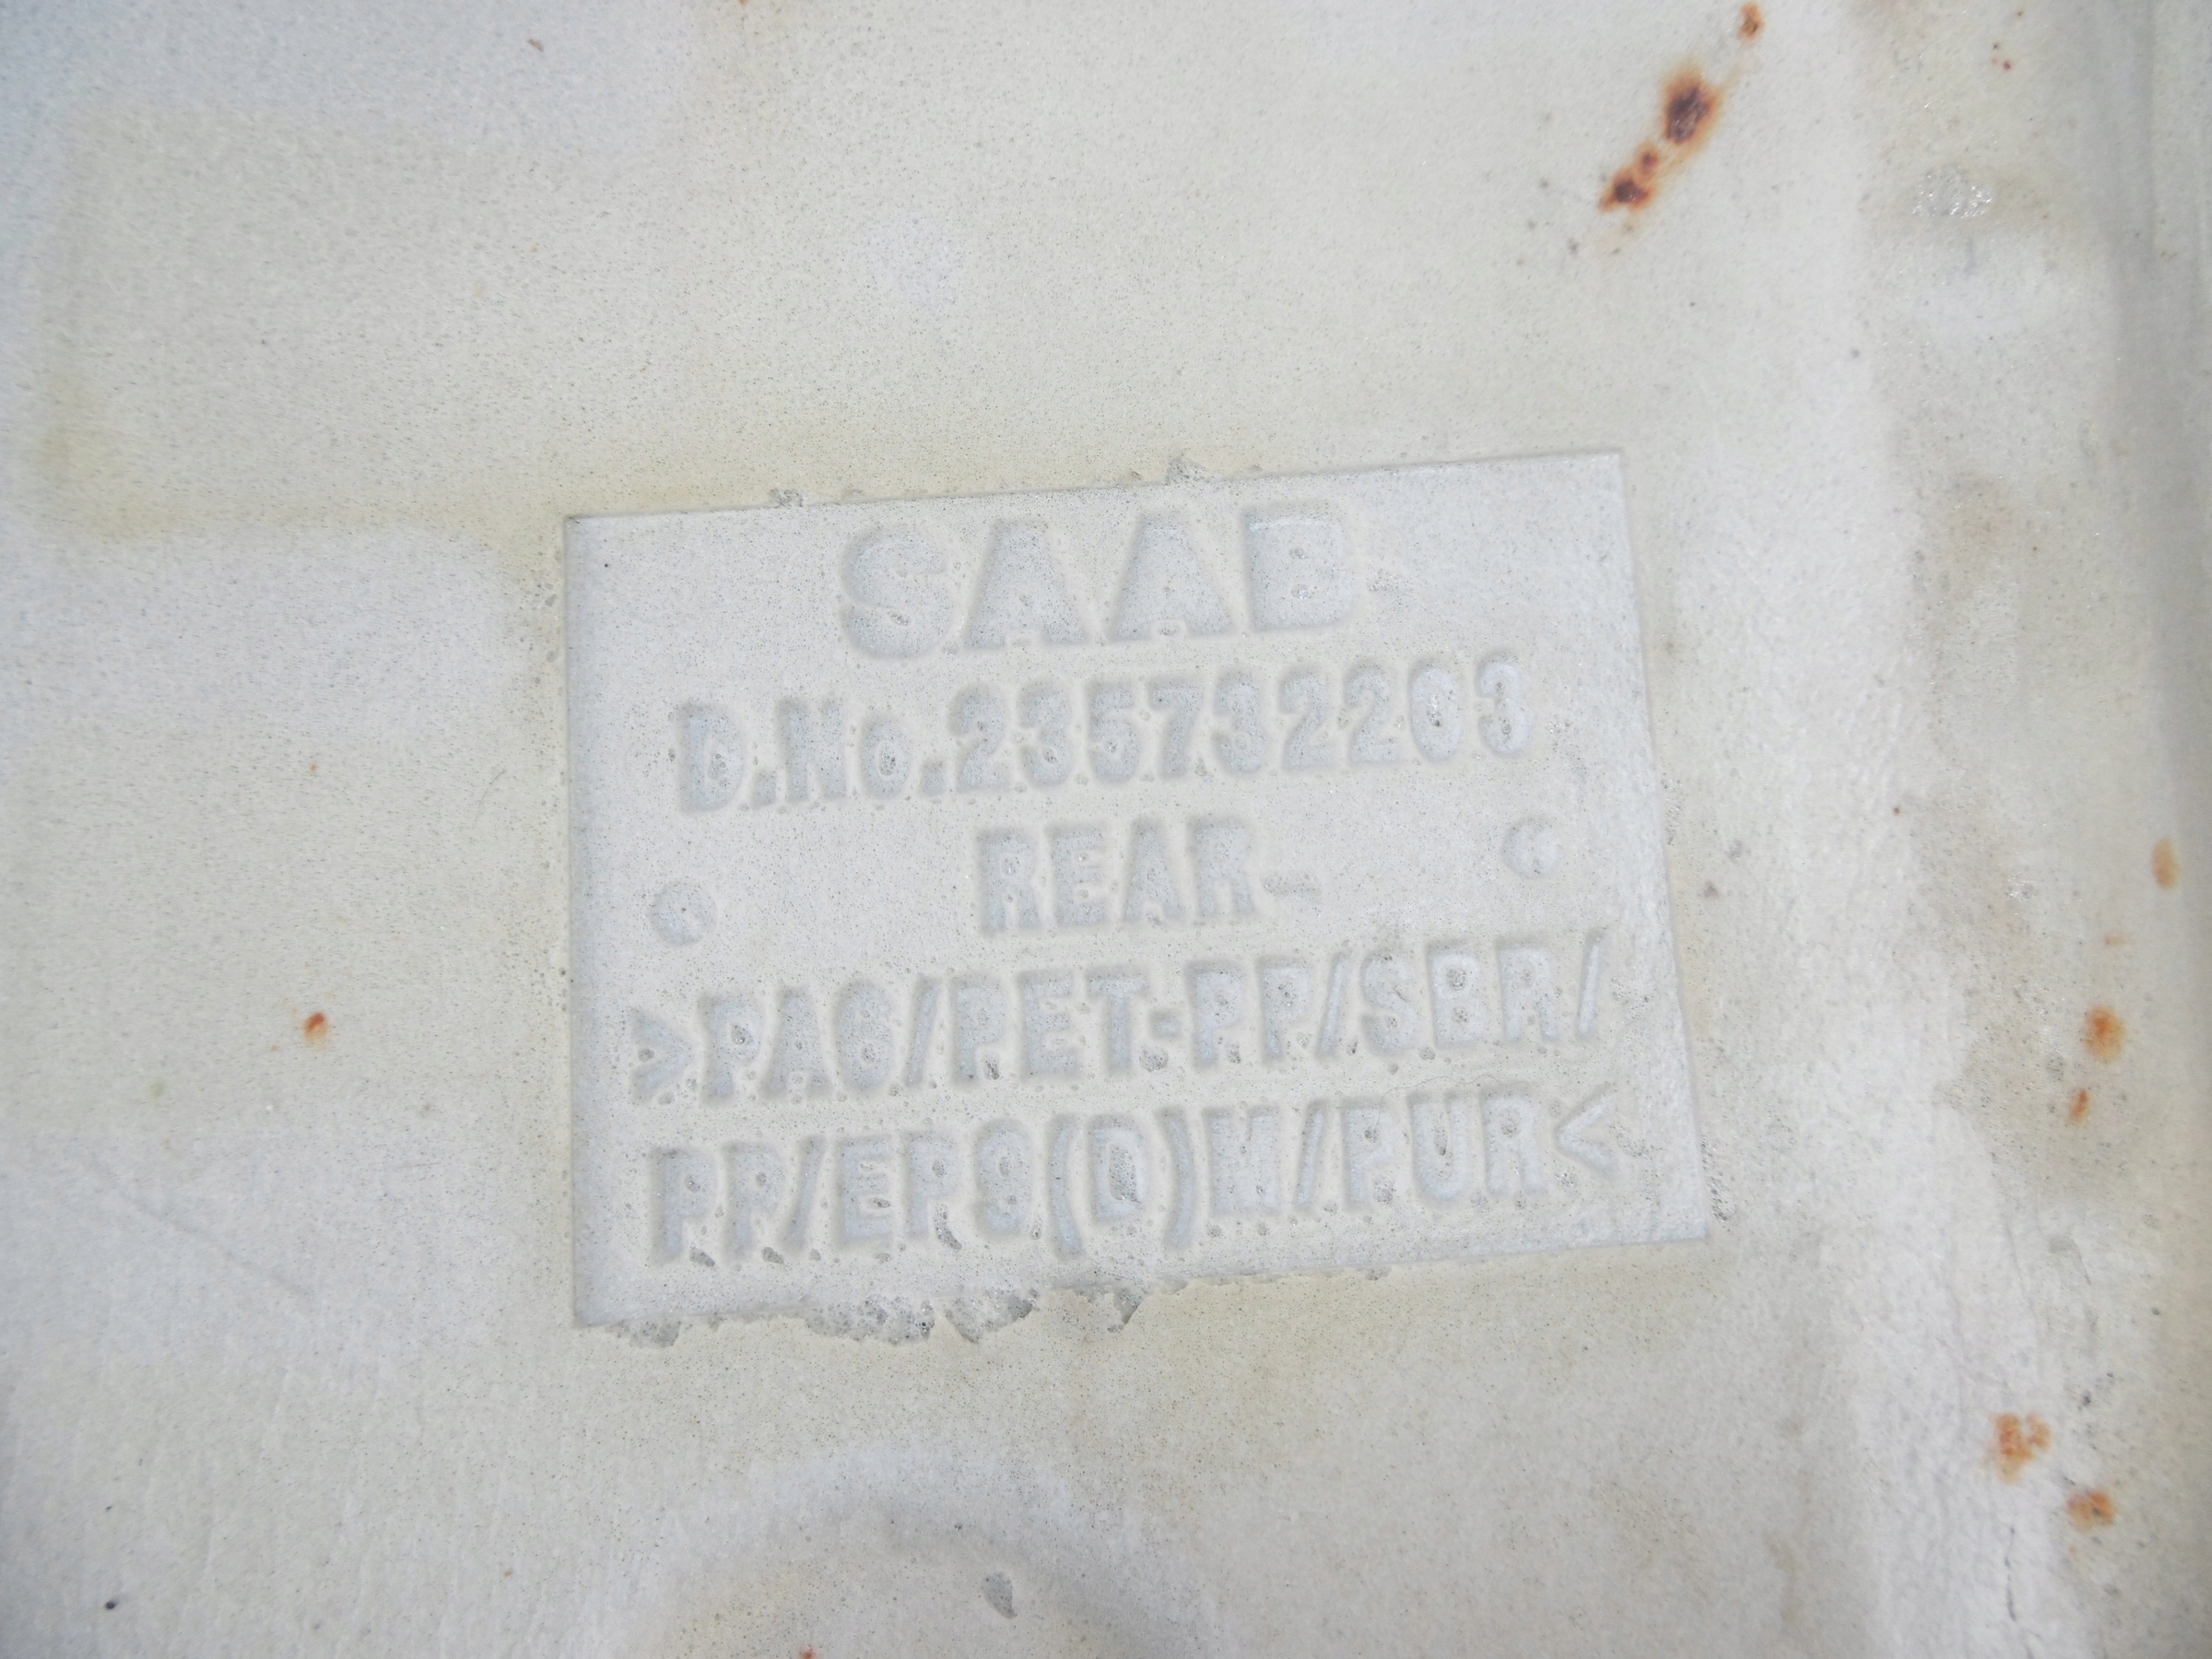 SAAB
D.No.235732203
REAR
>PA6/PET-PP/SBR/
PP/EPS(D)M/PUR<